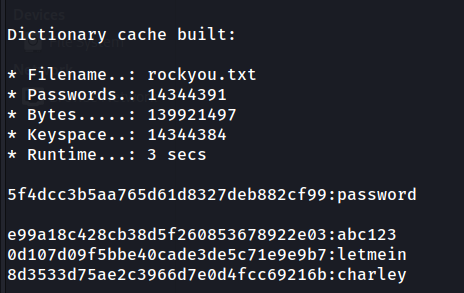 Dictionary cache built:
* Filename..: rockyou.txt
* Passwords.: 14344391
* Bytes.....: 139921497
* Keyspace..: 14344384
* Runtime...: 3 secs
5f4dcc3b5aa765d61d8327deb882cf99:password
e99a18c428cb38d5f260853678922e03:abc123
0d107d09f5bbe40cade3de5c71e9e9b7:letmein
8d3533d75ae2c3966d7e0d4fcc69216b:charley